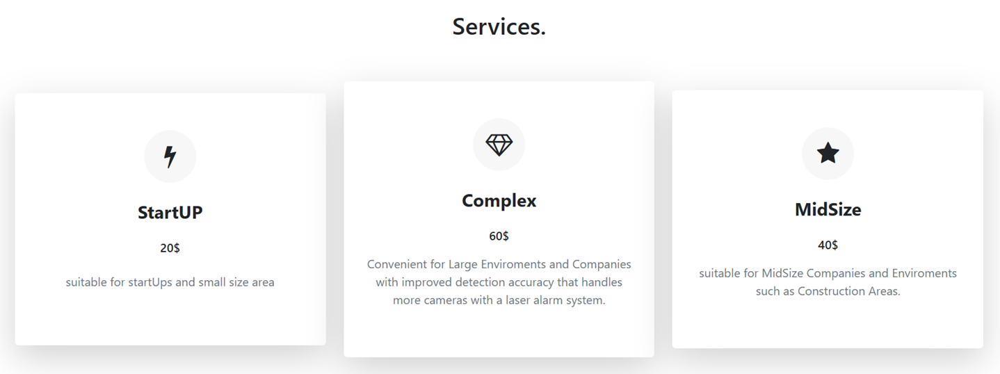 Services.
StartUP
20$
suitable for startUps and small size area
Complex
60$
Convenient for Large Enviroments and Companies
with improved detection accuracy that handles
more cameras with a laser alarm system.
MidSize
40$
suitable for MidSize Companies and Enviroments
such as Construction Areas.